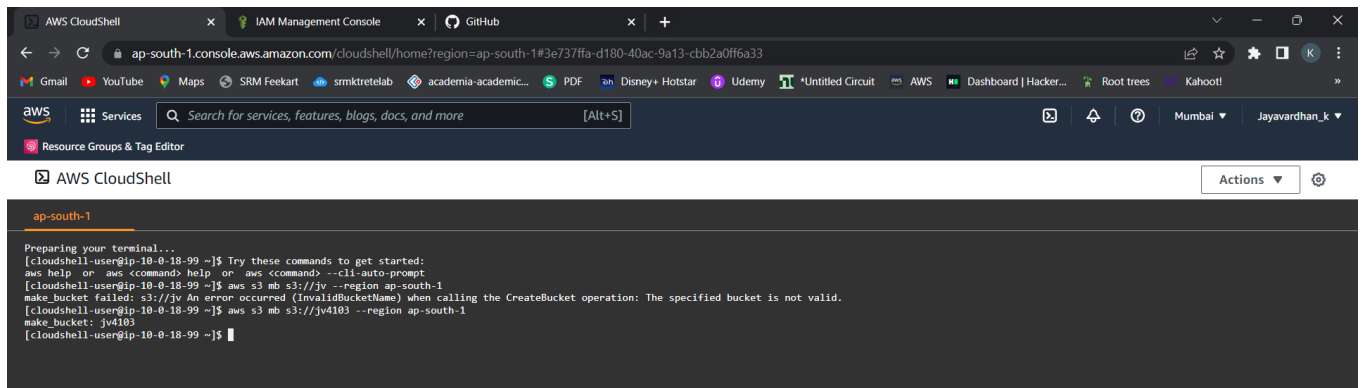 AWS CloudShell IAM Management Console GitHub
ap-south-1.console.aws.amazon.com/cloudshell/home?region=ap-south-1#3e737ffa-d180-40ac-9a13-cbb2a0ff6a33 K
Gmail YouTube Maps SRM Feekart srmktretelab academia-academic... S PDF Disney+ Hotstar Udemy *Untitled Circuit AWS Dashboard | Hacker... Root trees Kahoot! »
aws Services Search for services, features, blogs, docs, and more [Alt+S] Mumbai ▼ Jayavardhan_k ▼
Resource Groups & Tag Editor
AWS CloudShell Actions ▼
ap-south-1
Preparing your terminal...
[cloudshell-user@ip-10-0-18-99 ~]$ Try these commands to get started:
aws help or aws <command> help or aws <command> --cli-auto-prompt
[cloudshell-user@ip-10-0-18-99 ~]$ aws s3 mb s3://jv --region ap-south-1
make_bucket failed: s3://jv An error occurred (InvalidBucketName) when calling the CreateBucket operation: The specified bucket is not valid.
[cloudshell-user@ip-10-0-18-99 ~]$ aws s3 mb s3://jv4103 --region ap-south-1
make_bucket: jv4103
[cloudshell-user@ip-10-0-18-99 ~]$